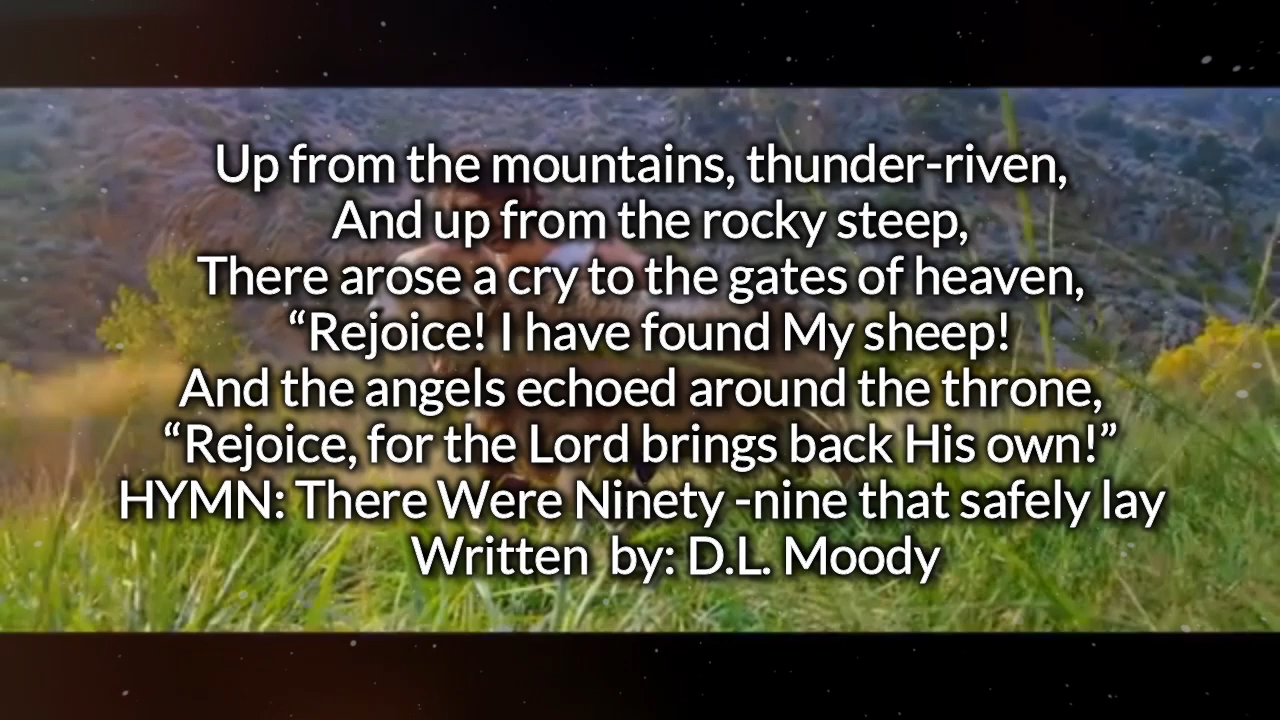 Up from the mountains, thunder-riven,
And up from the rocky steep,
There arose a cry to the gates of heaven,
“Rejoice! I have found My sheep!
And the angels echoed around the throne,
“Rejoice, for the Lord brings back His own!”
HYMN: There Were Ninety -nine that safely lay
Written  by: D.L. Moody